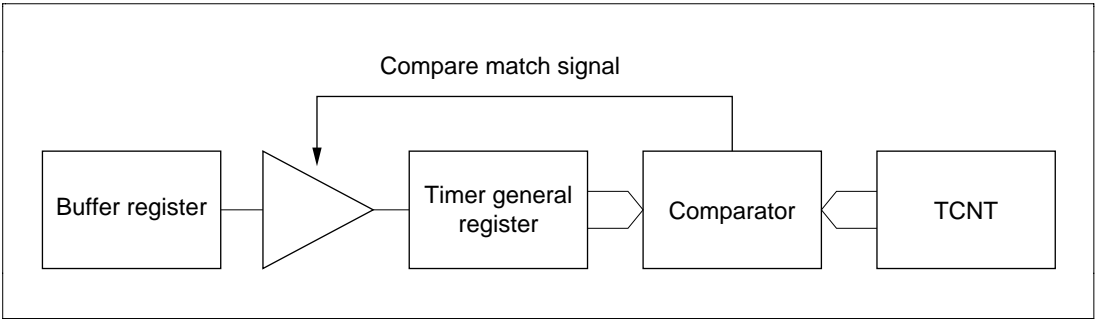 Compare match signal
Buffer register
Timer general
register
Comparator
TCNT